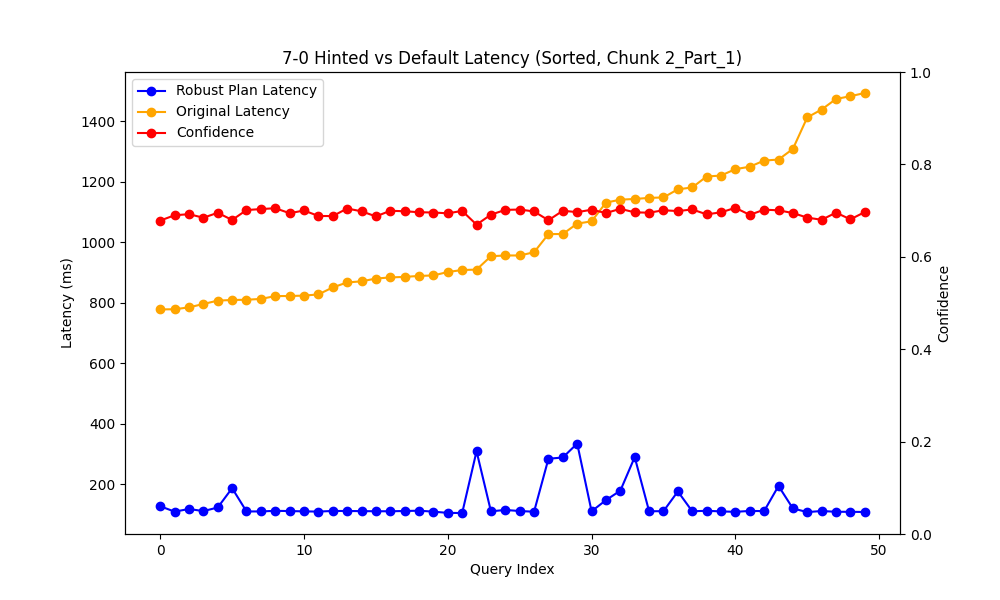 7-0 Hinted vs Default Latency (Sorted, Chunk 2_Part_1)
Robust Plan Latency
Original Latency
Confidence
Latency (ms)
1400
1200
1000
800
600
400
200
1.0
0.8
0.6
0.4
0.2
0.0
Confidence
0 10 20 30 40 50
Query Index